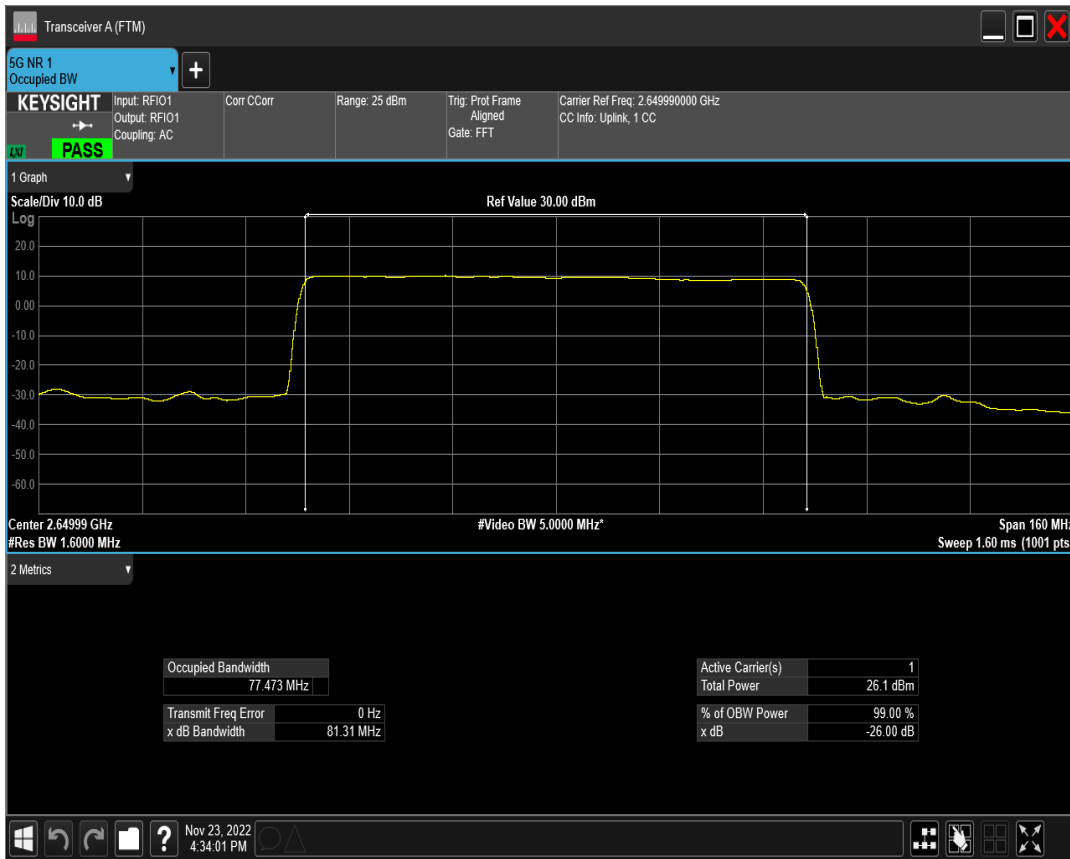 Transceiver A (FTM)
5G NR 1
Occupied BW
+
KEYSIGHT
LXI
PASS
Input: RFIO1
Output: RFIO1
Coupling: AC
Corr CCorr
Range: 25 dBm
Trig: Prot Frame
Aligned
Gate: FFT
Carrier Ref Freq: 2.649990000 GHz
CC Info: Uplink, 1 CC
1 Graph
Scale/Div 10.0 dB
Ref Value 30.00 dBm
Log
20.0
10.0
0.00
-10.0
-20.0
-30.0
-40.0
-50.0
-60.0
Center 2.64999 GHz
#Video BW 5.0000 MHz*
Span 160 MHz
#Res BW 1.6000 MHz
Sweep 1.60 ms (1001 pts
2 Metrics
Occupied Bandwidth
77.473 MHz
Transmit Freq Error 0 Hz
x dB Bandwidth 81.31 MHz
Active Carrier(s) 1
Total Power 26.1 dBm
% of OBW Power 99.00 %
x dB -26.00 dB
?
Nov 23, 2022
4:34:01 PM